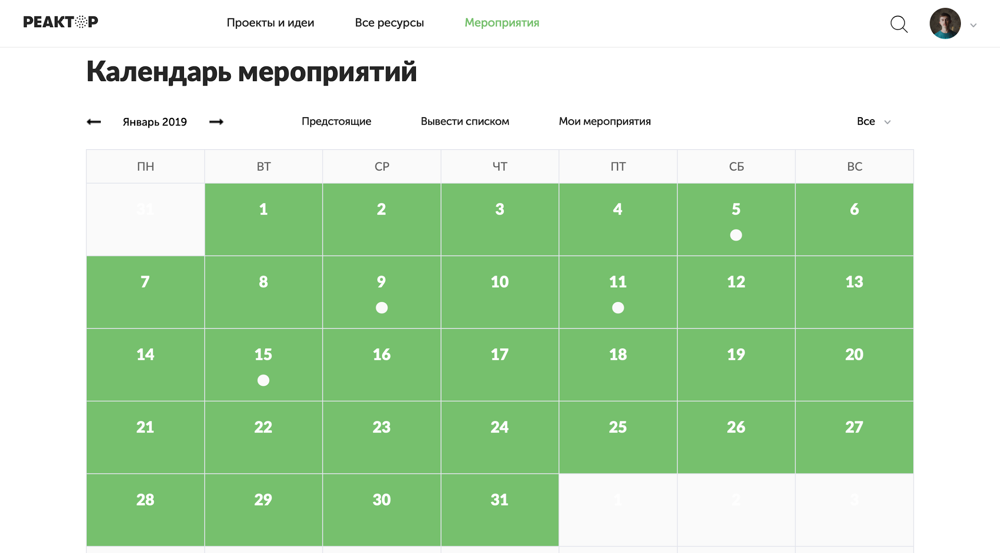 РЕАКТОР Проекты и идеи Все ресурсы Мероприятия
Календарь мероприятий
Январь 2019 Предстоящие Вывести списком Мои мероприятия Все
ПН ВТ СР ЧТ ПТ СБ ВС
31 1 2 3 4 5 6
7 8 9 10 11 12 13
14 15 16 17 18 19 20
21 22 23 24 25 26 27
28 29 30 31 1 2 3